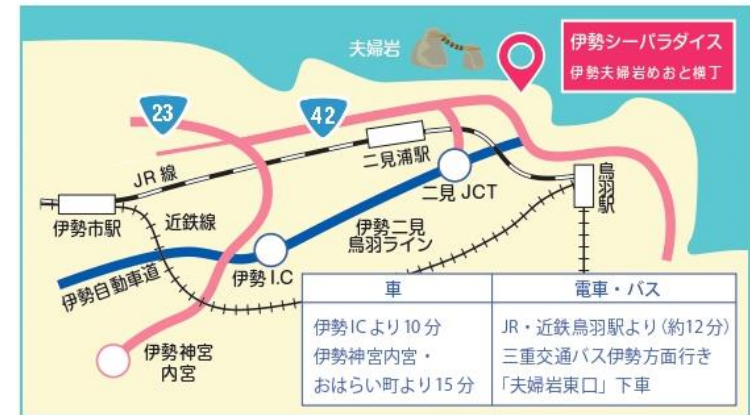 夫婦岩
伊勢シーパラダイス
伊勢夫婦岩めおと横丁
23
42
二見浦駅
JR線
二見JCT
鳥羽駅
伊勢市駅
近鉄線
伊勢二見
鳥羽ライン
伊勢自動車道
伊勢I.C
伊勢神宮
内宮
車
電車・バス
伊勢ICより10分
伊勢神宮内宮・
おはらい町より15分
JR・近鉄鳥羽駅より(約12分)
三重交通バス伊勢方面行き
「夫婦岩東口」下車